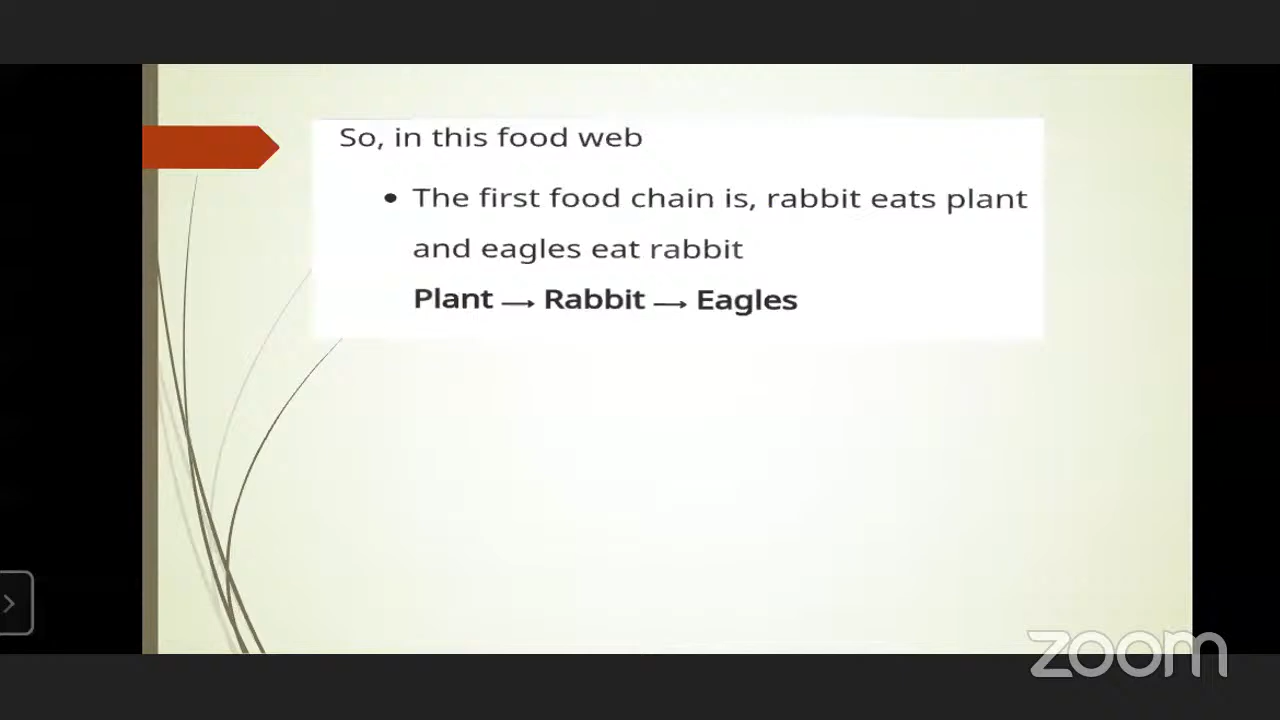 So, in this food web
• The first food chain is, rabbit eats plant
and eagles eat rabbit
Plant → Rabbit → Eagles
zoom